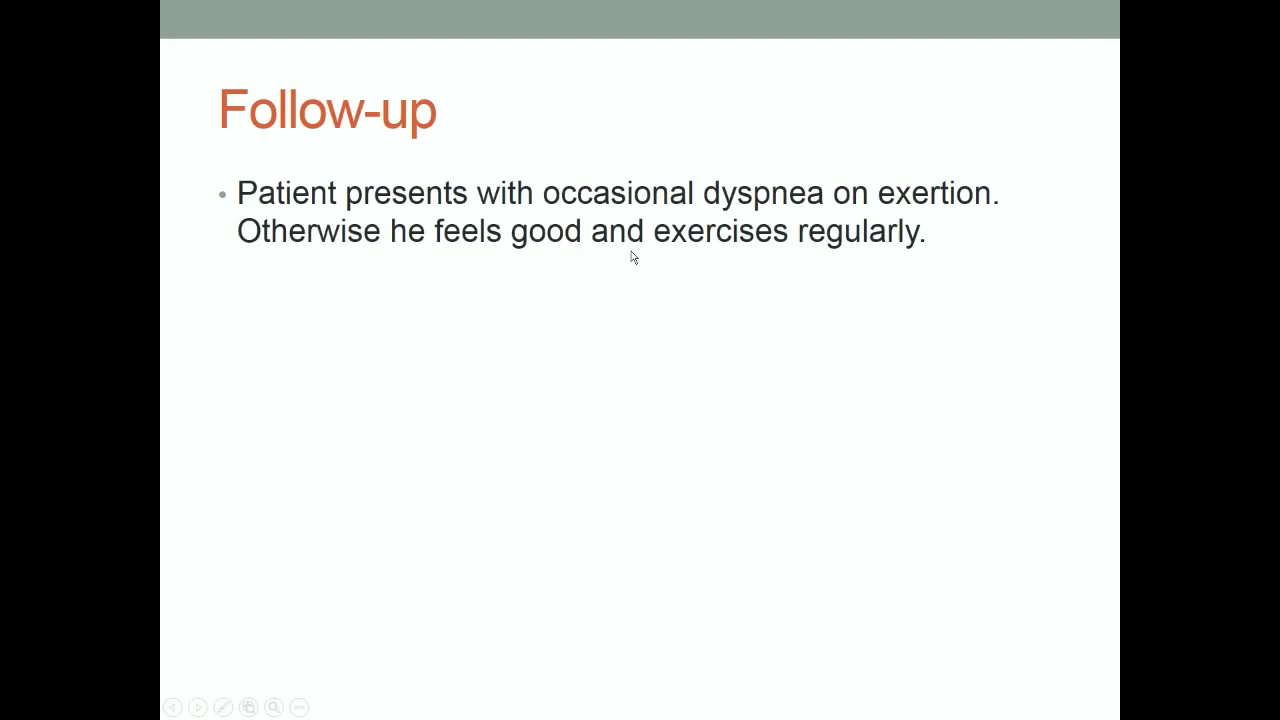 Follow-up
• Patient presents with occasional dyspnea on exertion.
Otherwise he feels good and exercises regularly.